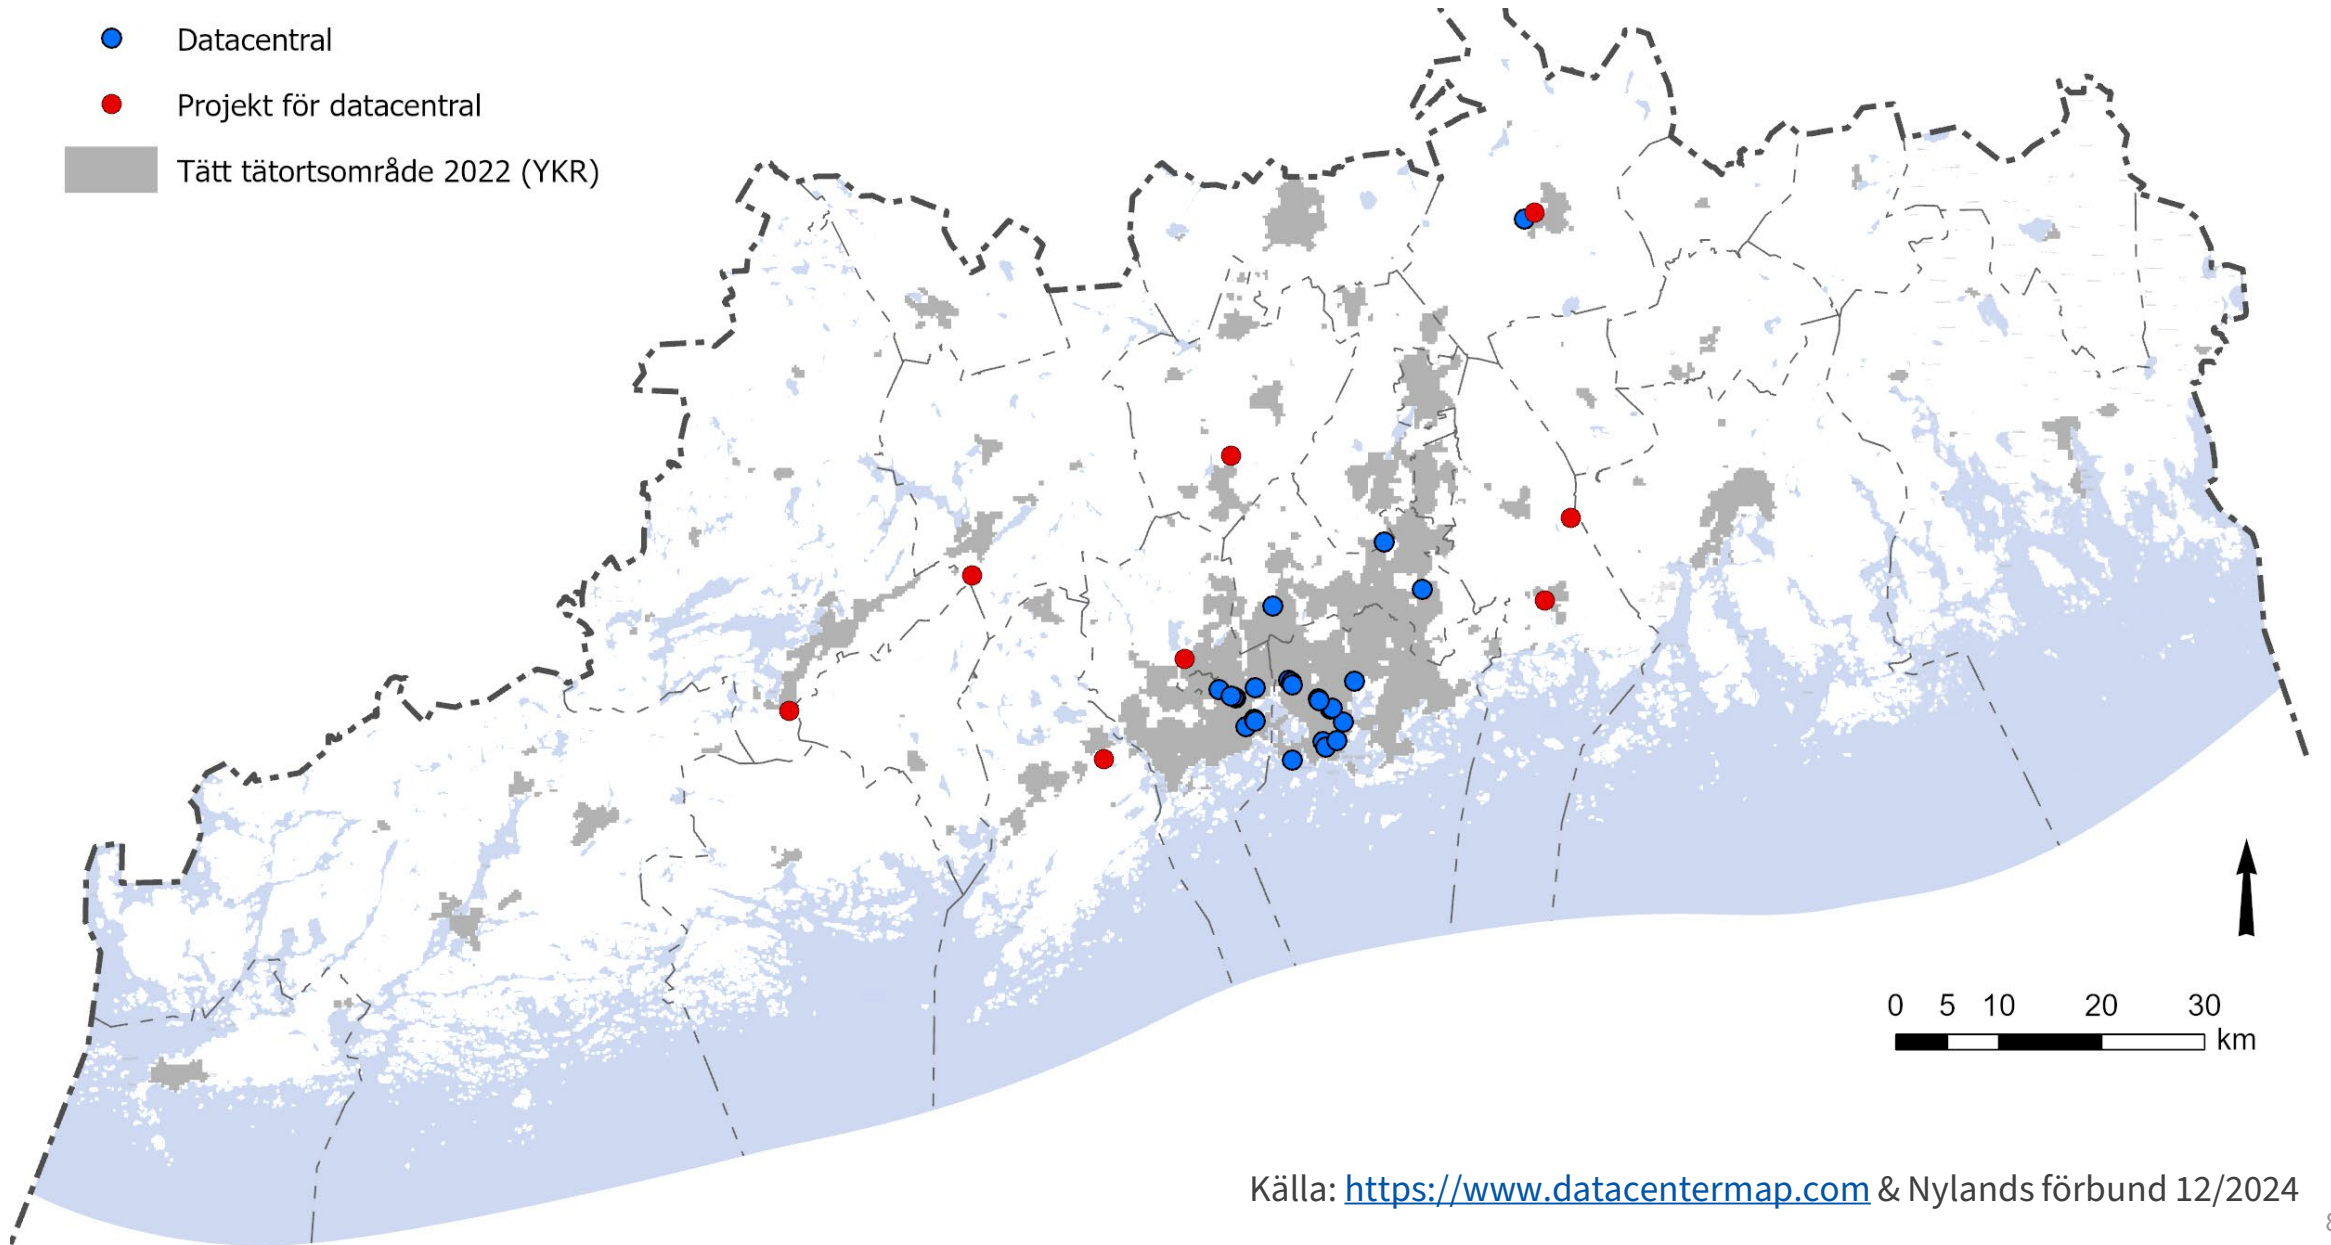 Datacentral
Projekt för datacentral
Tätt tätortsområde 2022 (YKR)
0 5 10 20 30
km
Källa: https://www.datacentermap.com & Nylands förbund 12/2024